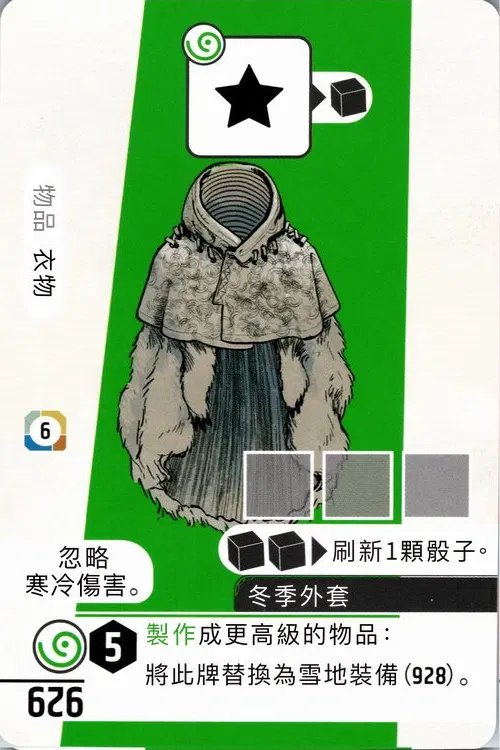 物品 衣物
6
刷新1顆骰子。
忽略
寒冷傷害。
冬季外套
5
製作成更高級的物品:
將此牌替換為雪地裝備(928)。
626